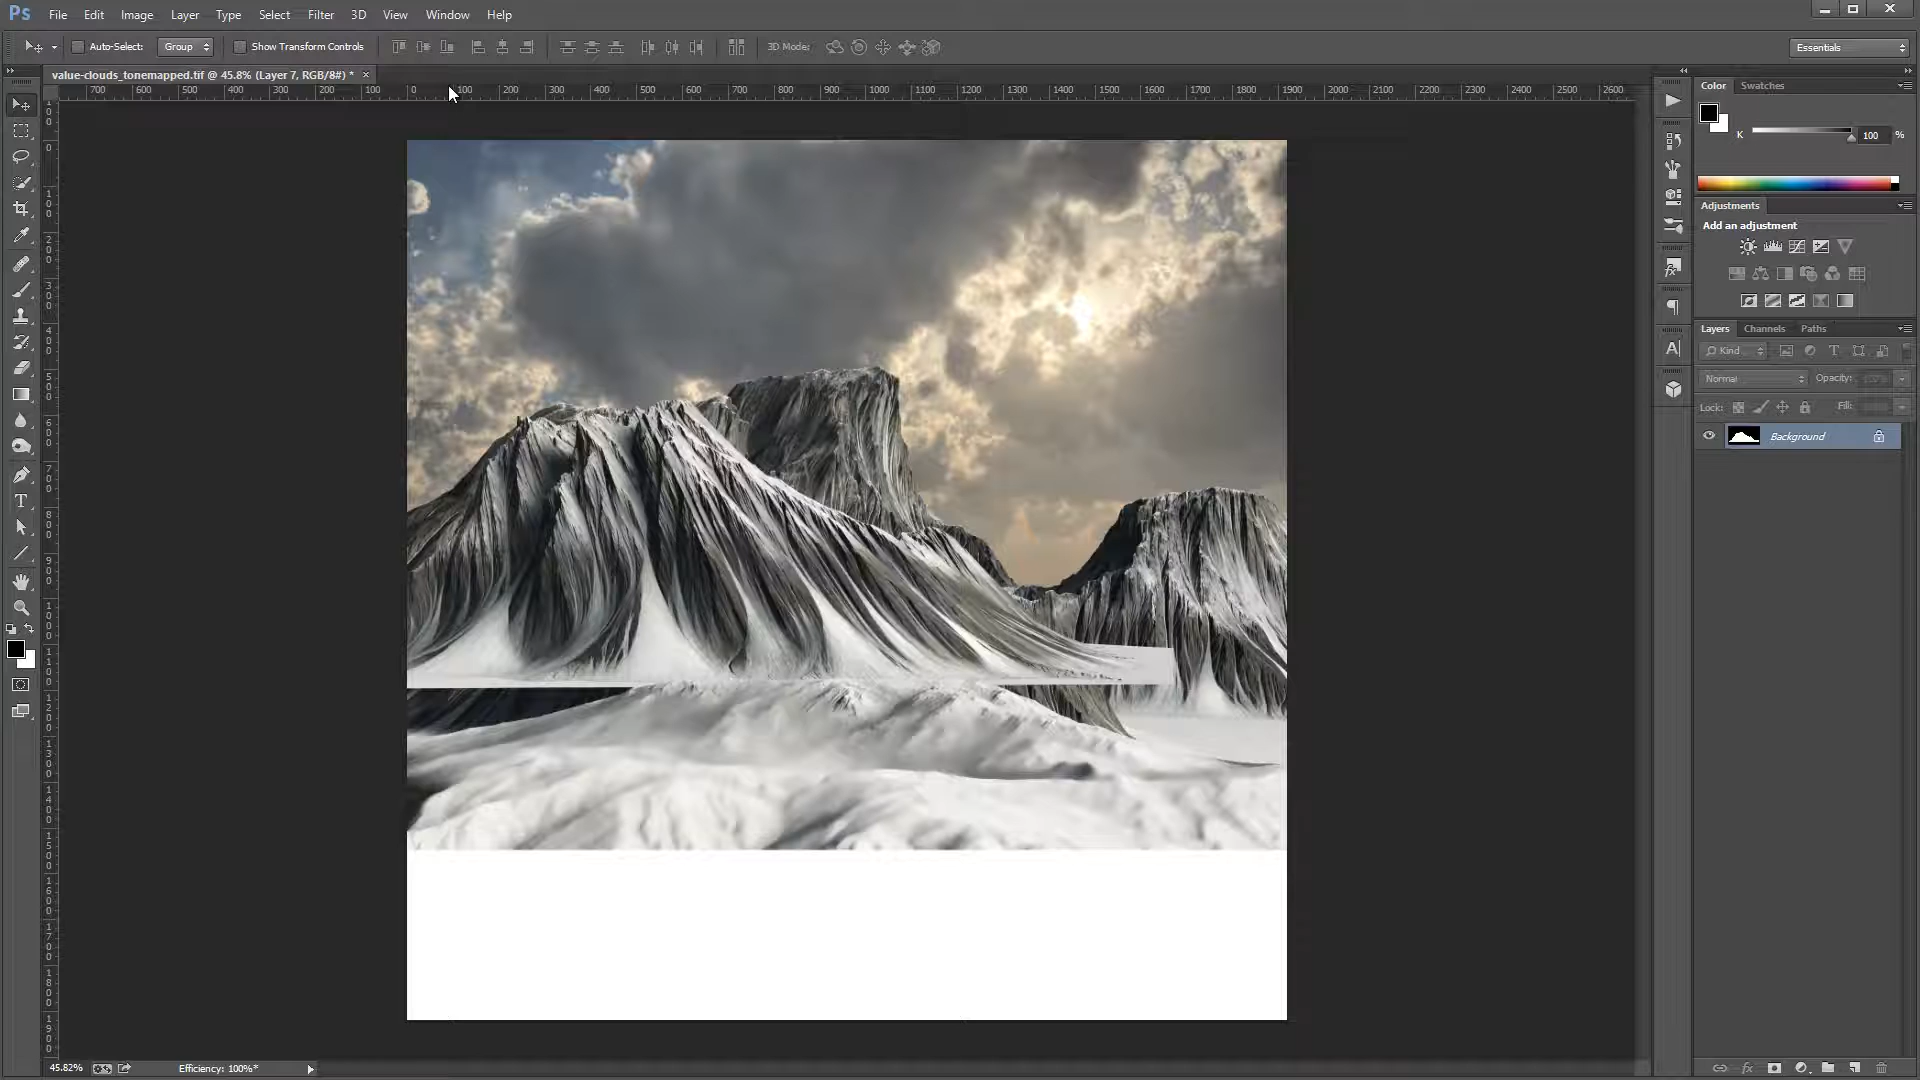 Ps File Edit Image Layer Type Select Filter 3D View Window Help
Auto-Select: Group Show Transform Controls 3D Mode: Essentials
value-clouds_tonemapped.tif @ 45.8% (Layer 7, RGB/8#) * ×
700 600 500 400 300 200 100 0 100 200 300 400 500 600 700 800 900 1000 1100 1200 1300 1400 1500 1600 1700 1800 1900 2000 2100 2200 2300 2400 2500 2600
Color Swatches
K 100 %
Adjustments
Add an adjustment
Layers Channels Paths
Kind
Normal Opacity:
Lock: Fill:
Background
45.82% Efficiency: 100%*